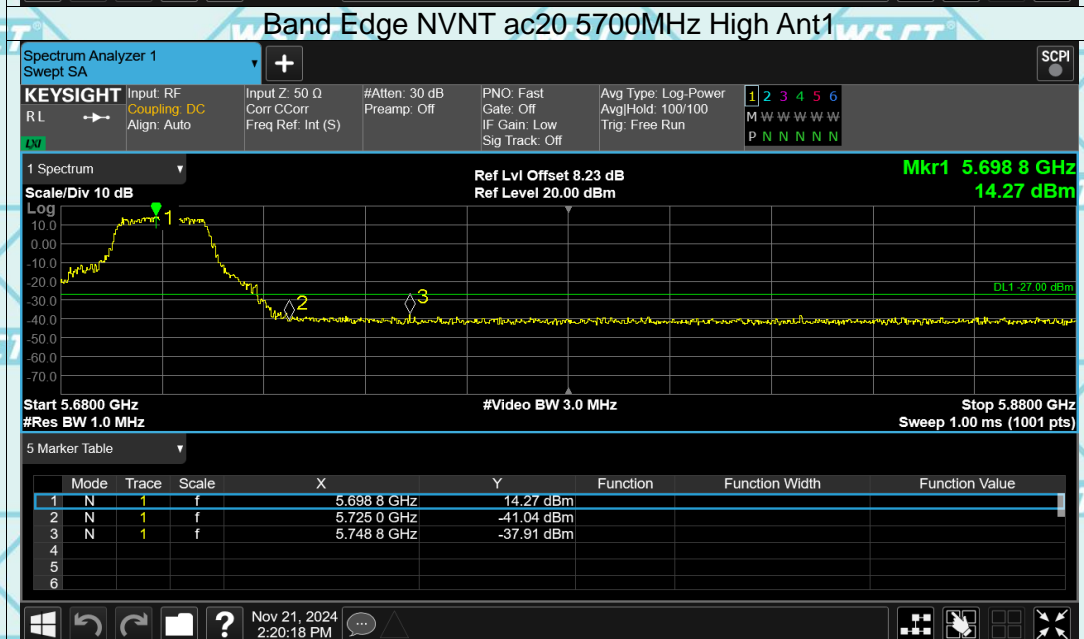 Band Edge NVNT ac20 5700MHz High Ant1
Spectrum Analyzer 1
Swept SA
+
SCPI
KEYSIGHT
RL
LXI
Input: RF
Coupling: DC
Align: Auto
Input Z: 50 Ω
Corr CCorr
Freq Ref: Int (S)
#Atten: 30 dB
Preamp: Off
PNO: Fast
Gate: Off
IF Gain: Low
Sig Track: Off
Avg Type: Log-Power
Avg|Hold: 100/100
Trig: Free Run
1 2 3 4 5 6
M W W W W W
P N N N N N
1 Spectrum
Ref Lvl Offset 8.23 dB
Mkr1 5.698 8 GHz
Scale/Div 10 dB
Ref Level 20.00 dBm
14.27 dBm
Log
10.0
0.00
-10.0
-20.0
-30.0
-40.0
-50.0
-60.0
-70.0
1
2
3
DL1 -27.00 dBm
Start 5.6800 GHz
#Video BW 3.0 MHz
Stop 5.8800 GHz
#Res BW 1.0 MHz
Sweep 1.00 ms (1001 pts)
5 Marker Table
Mode Trace Scale X Y Function Function Width Function Value
1 N 1 f 5.698 8 GHz 14.27 dBm
2 N 1 f 5.725 0 GHz -41.04 dBm
3 N 1 f 5.748 8 GHz -37.91 dBm
4
5
6
?
Nov 21, 2024
2:20:18 PM